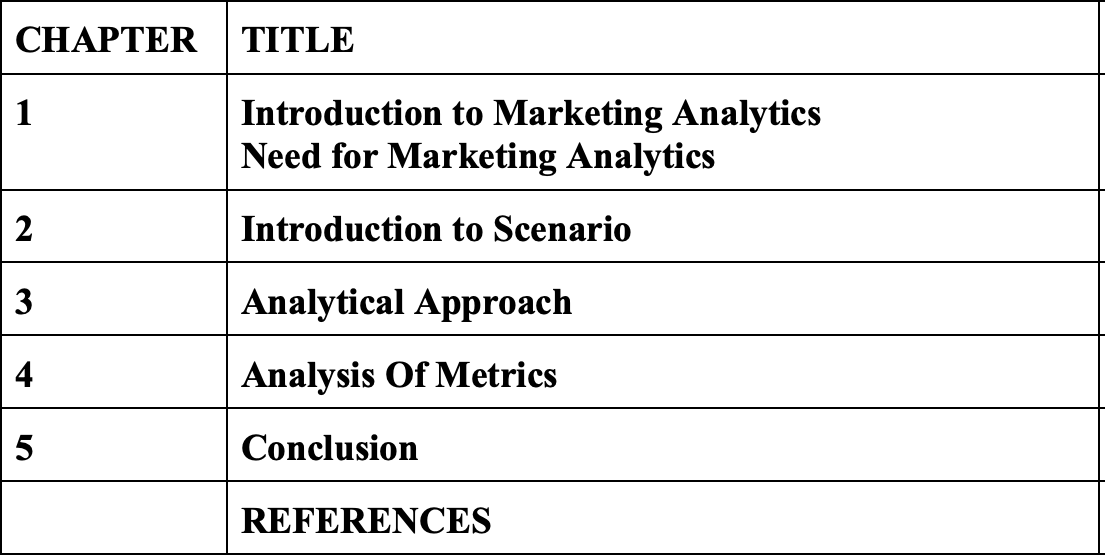 CHAPTER TITLE
1 Introduction to Marketing Analytics
Need for Marketing Analytics
2 Introduction to Scenario
3 Analytical Approach
4 Analysis Of Metrics
5 Conclusion
REFERENCES